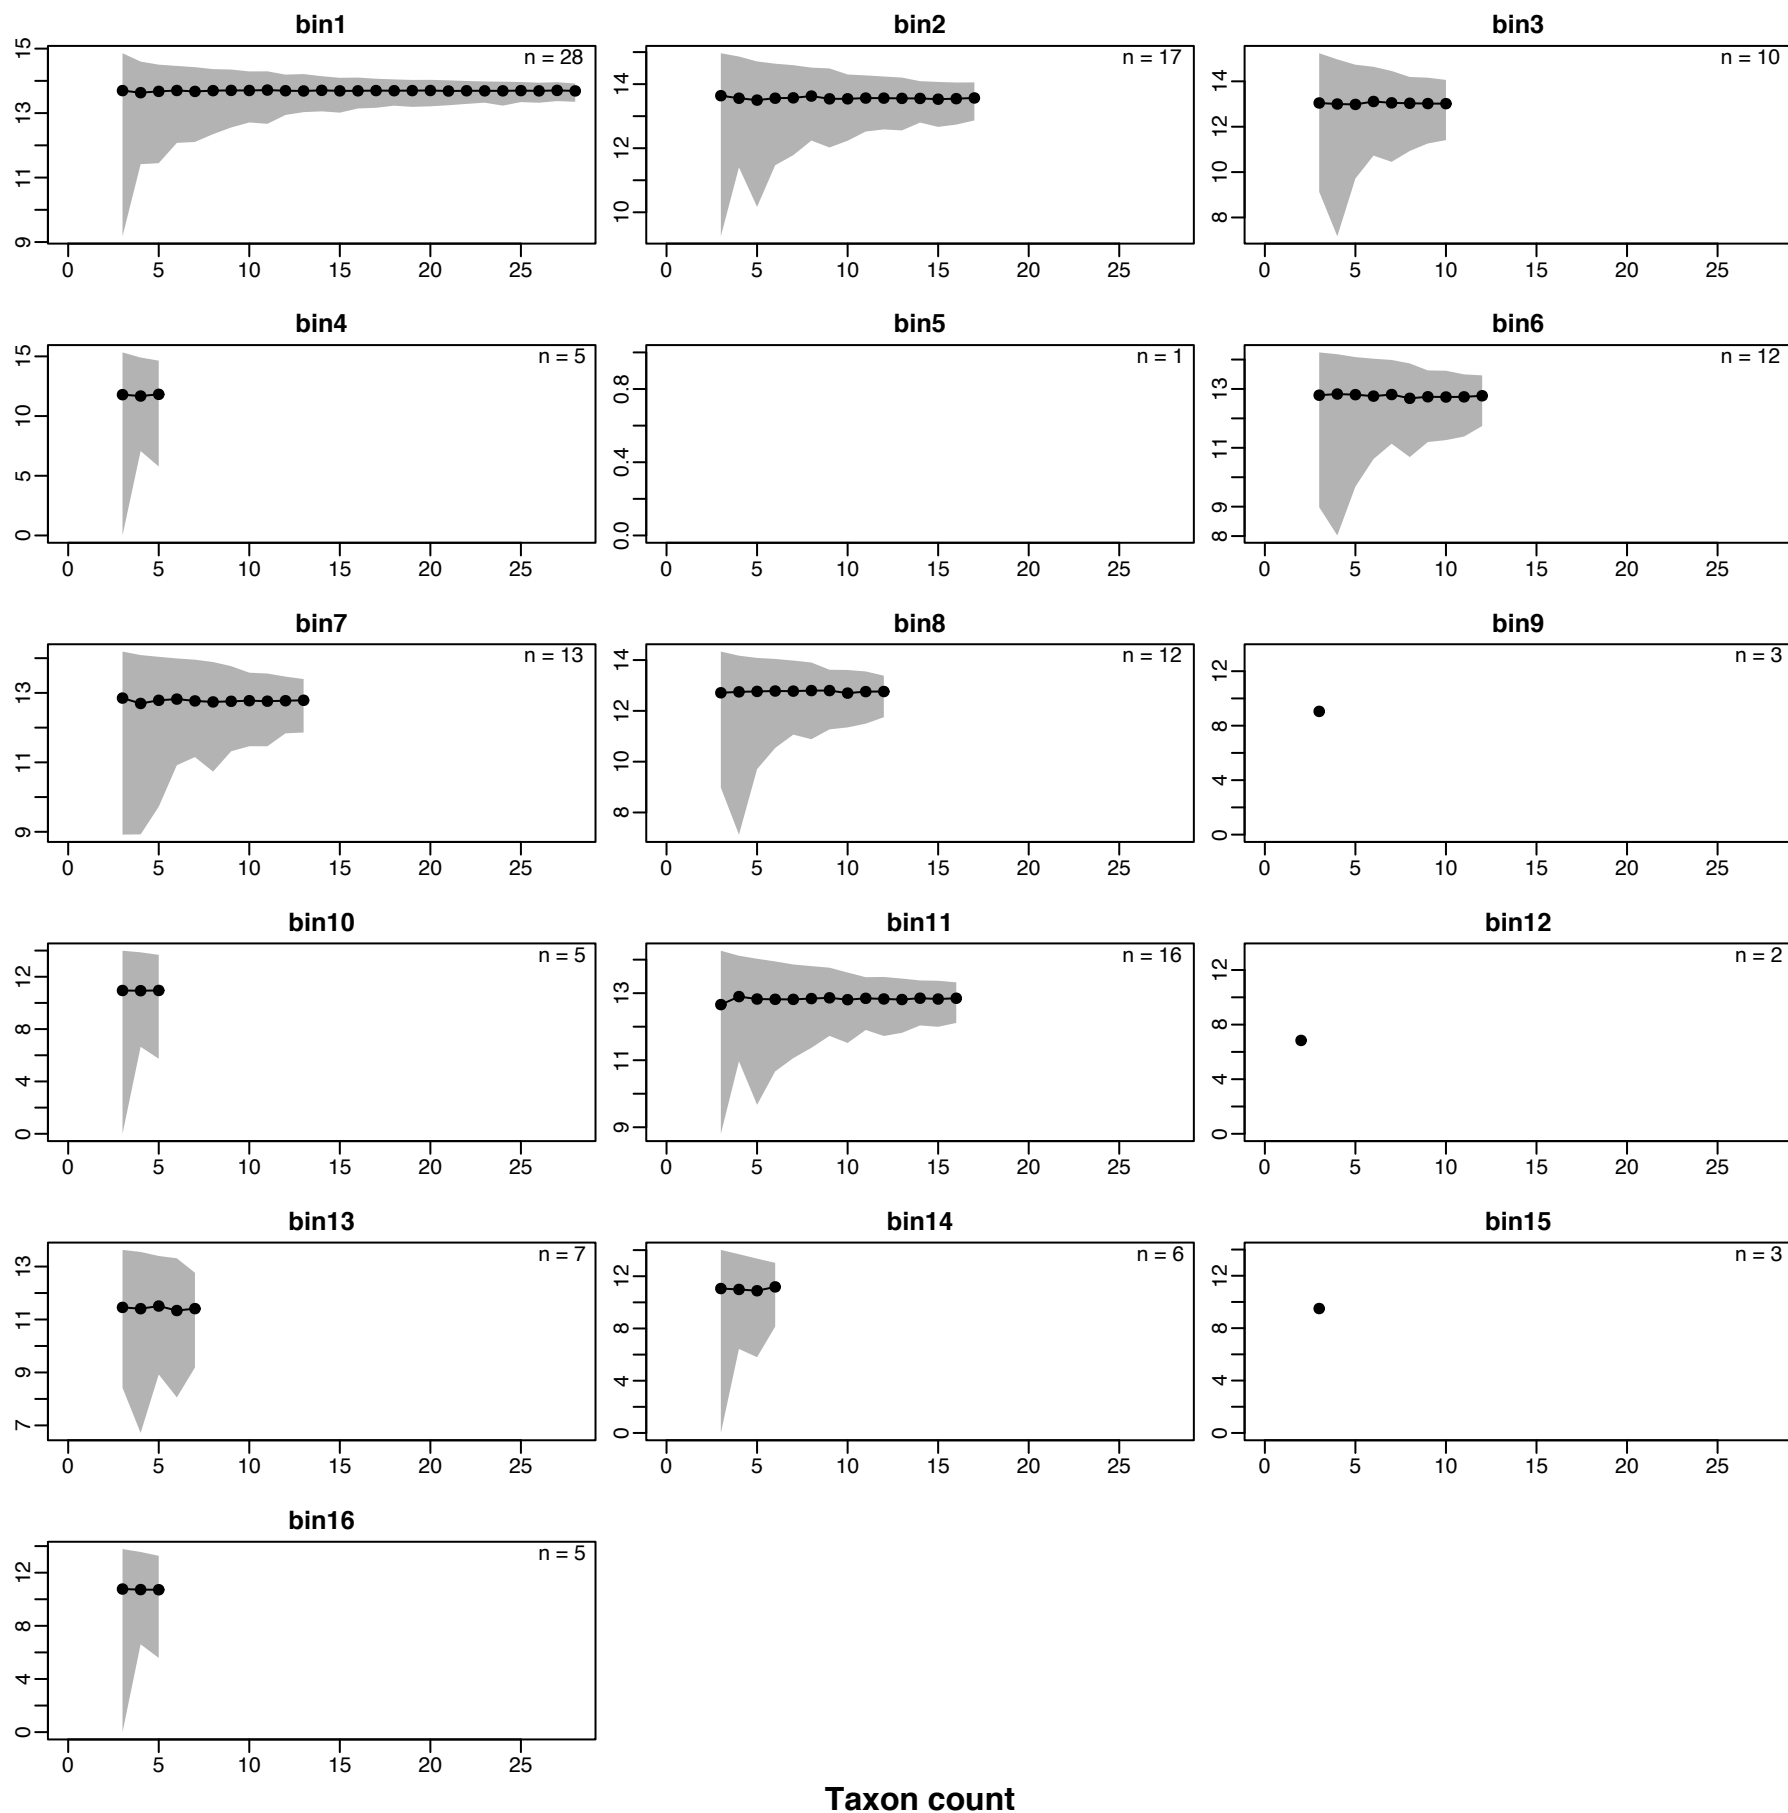 bin1 bin2 bin3
n = 28 n = 17 n = 10
15 13 11 9
14 12 10
14 12 10 8
0 5 10 15 20 25 0 5 10 15 20 25 0 5 10 15 20 25
bin4 bin5 bin6
n = 5 n = 1 n = 12
15 10 5 0
0.8 0.4 0.0
13 11 9 8
0 5 10 15 20 25 0 5 10 15 20 25 0 5 10 15 20 25
bin7 bin8 bin9
n = 13 n = 12 n = 3
13 11 9
14 12 10 8
12 8 4 0
0 5 10 15 20 25 0 5 10 15 20 25 0 5 10 15 20 25
bin10 bin11 bin12
n = 5 n = 16 n = 2
12 8 4 0
13 11 9
12 8 4 0
0 5 10 15 20 25 0 5 10 15 20 25 0 5 10 15 20 25
bin13 bin14 bin15
n = 7 n = 6 n = 3
13 11 9 7
12 8 4 0
12 8 4 0
0 5 10 15 20 25 0 5 10 15 20 25 0 5 10 15 20 25
bin16
n = 5
12 8 4 0
0 5 10 15 20 25
Taxon count